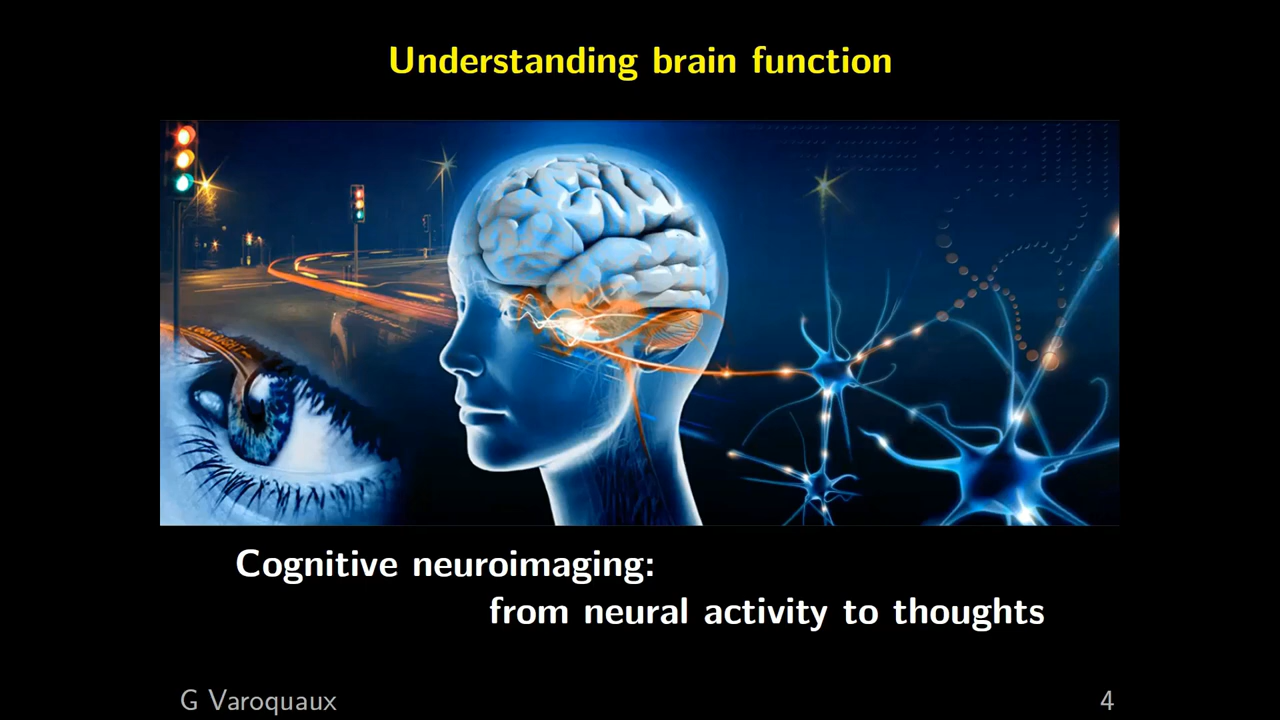 Understanding brain function
Cognitive neuroimaging:
from neural activity to thoughts
G Varoquaux
4